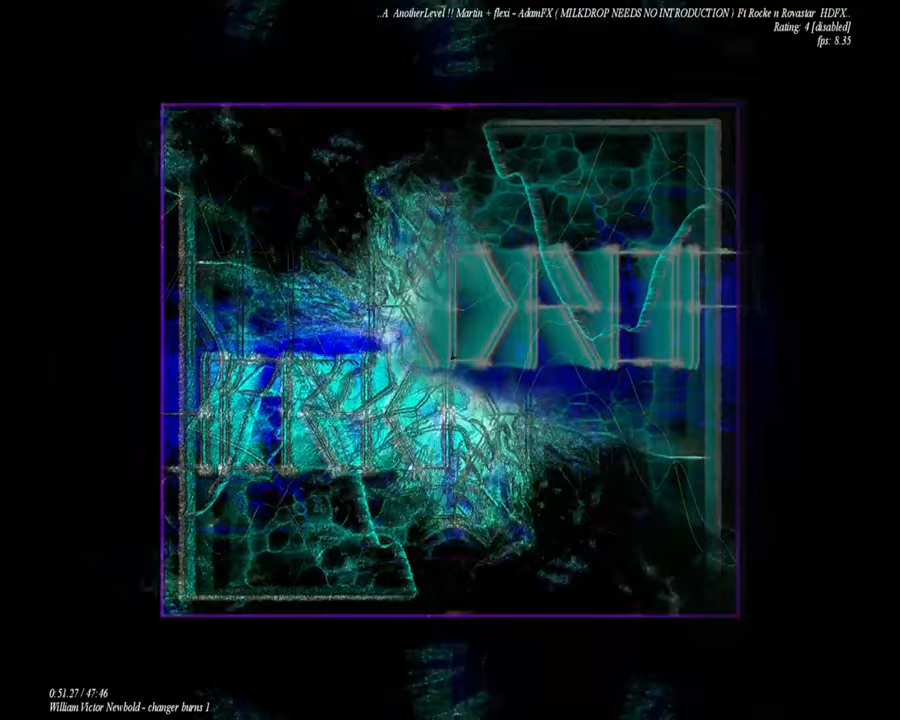 ..A AnotherLevel !! Martin + flexi - AdamFX ( MILKDROP NEEDS NO INTRODUCTION ) Ft Rocke n Rovastar HDFX..
Rating: 4 [disabled]
fps: 8.35
0:51.27 / 47:46
William Victor Newbold - changer burns 1